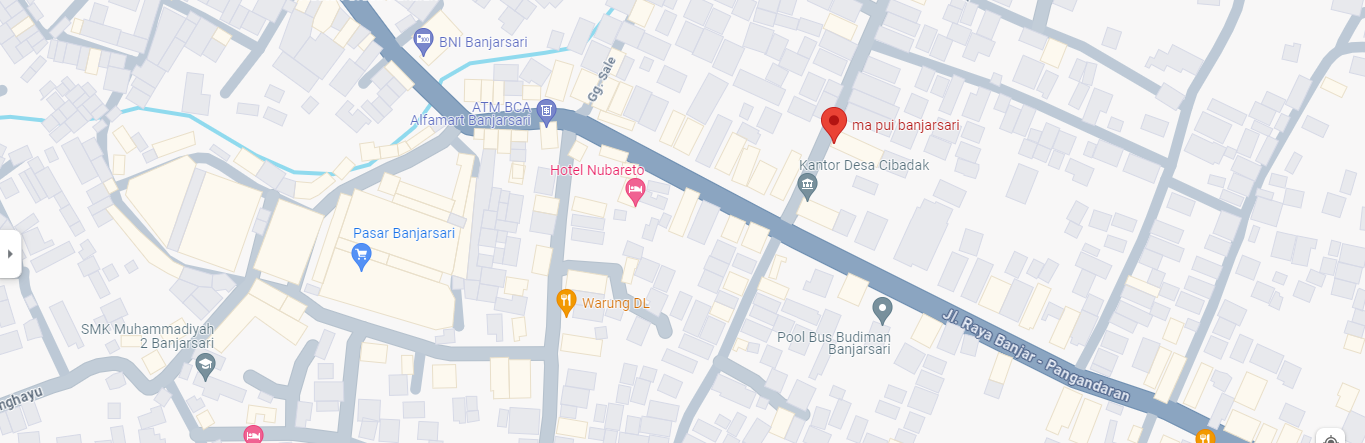 BNI Banjarsari
Gg. Sale
ATM BCA
Alfamart Banjarsari
ma pui banjarsari
Hotel Nubareto
Kantor Desa Cibadak
Pasar Banjarsari
Warung DL
SMK Muhammadiyah
2 Banjarsari
Pool Bus Budiman
Banjarsari
Jl. Raya Banjar - Pangandaran
nghayu